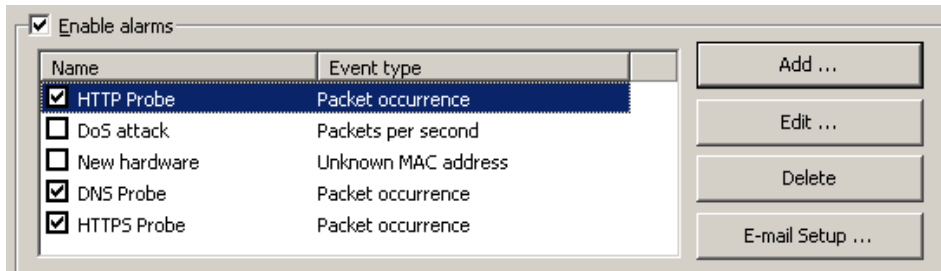 Enable alarms
Name Event type
HTTP Probe Packet occurrence
DoS attack Packets per second
New hardware Unknown MAC address
DNS Probe Packet occurrence
HTTPS Probe Packet occurrence
Add ...
Edit ...
Delete
E-mail Setup ...